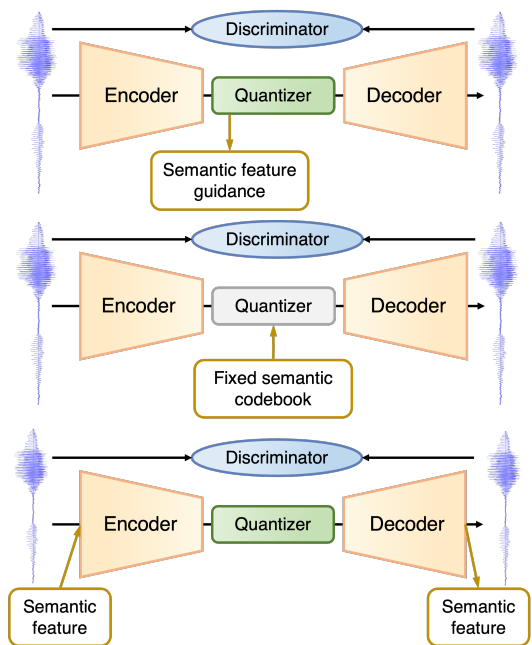 Discriminator
Encoder
Quantizer
Decoder
Semantic feature
guidance
Discriminator
Encoder
Quantizer
Decoder
Fixed semantic
codebook
Discriminator
Encoder
Quantizer
Decoder
Semantic
feature
Semantic
feature